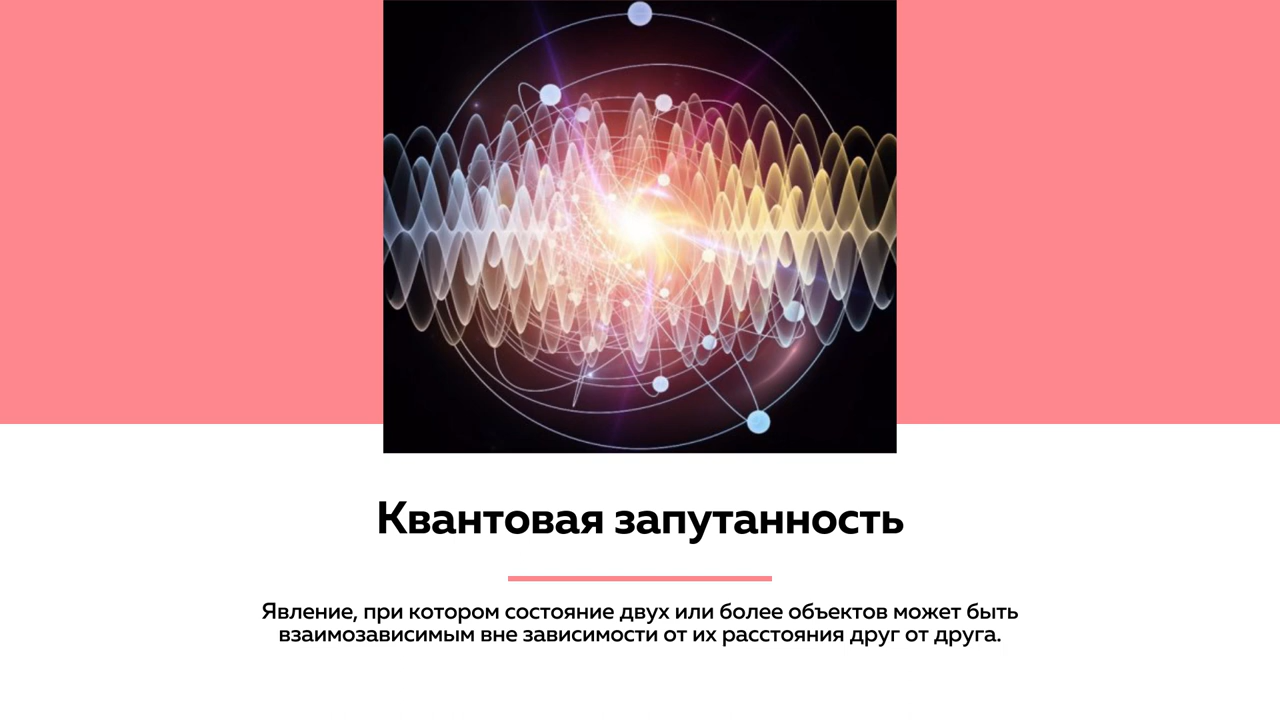 Квантовая запутанность
Явление, при котором состояние двух или более объектов может быть
взаимозависимым вне зависимости от их расстояния друг от друга.